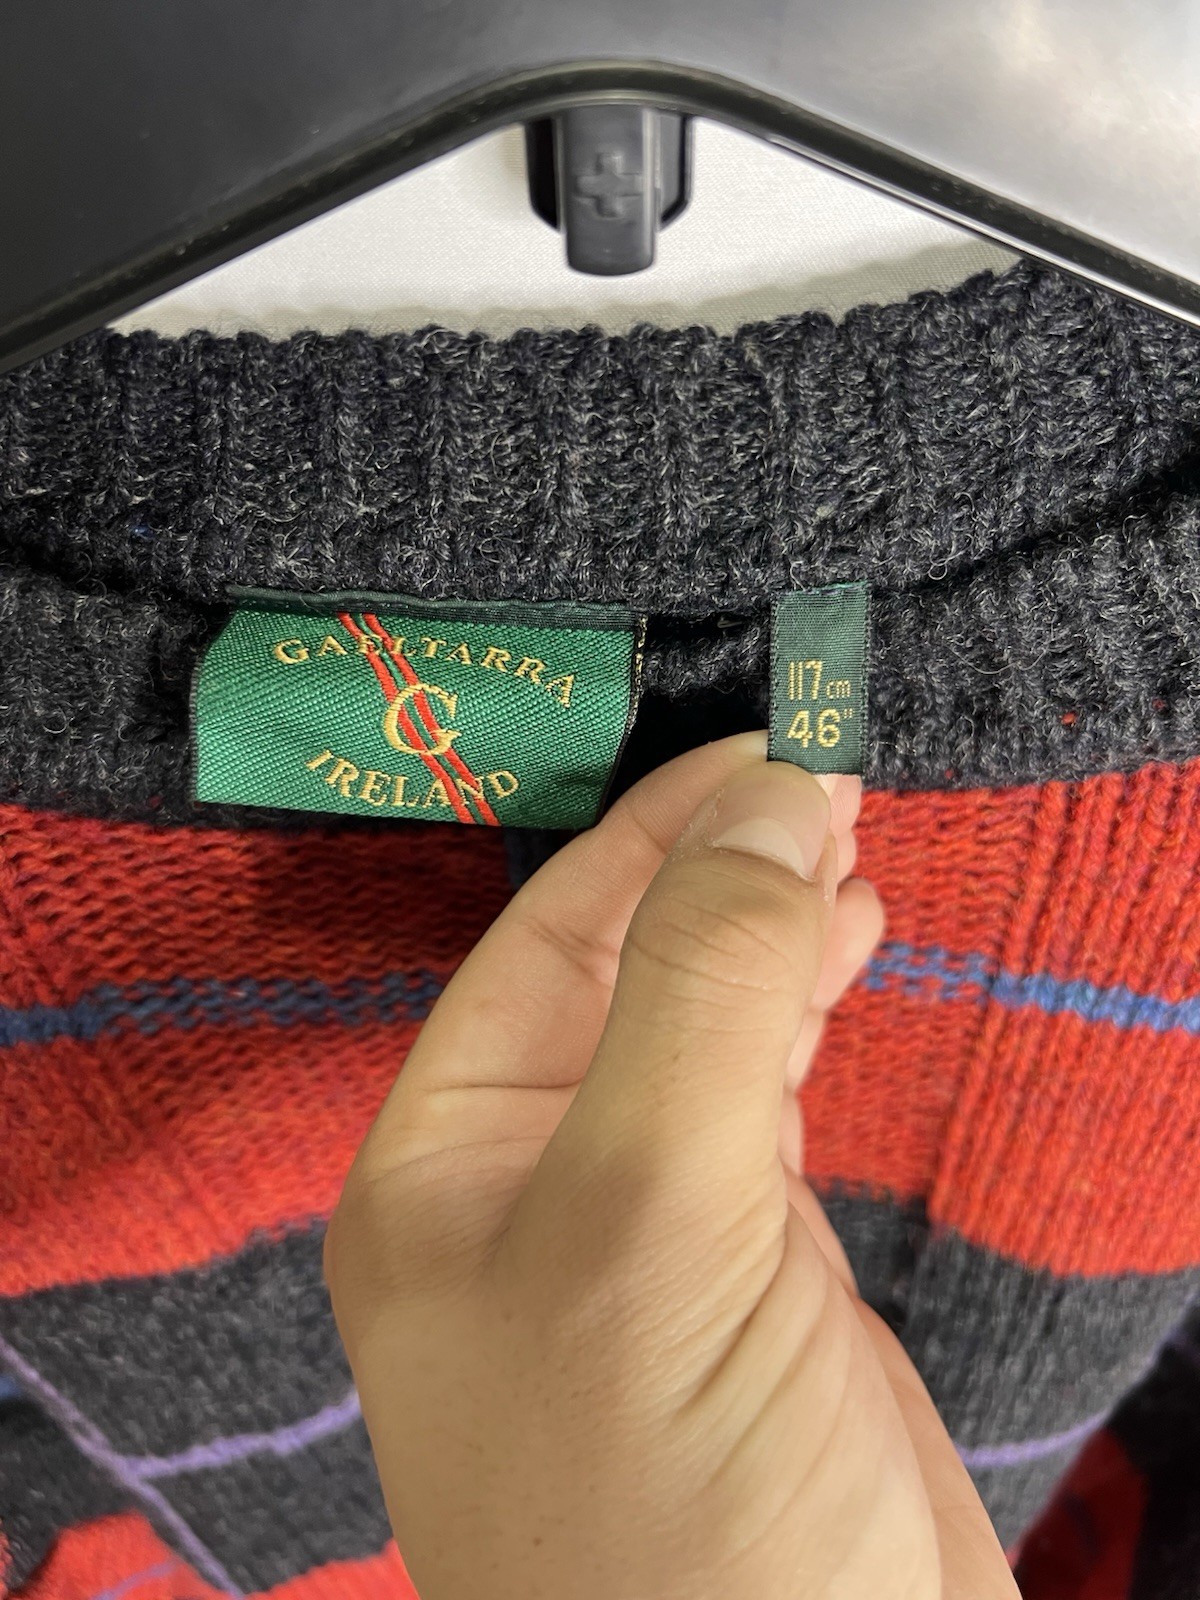 GAELTARRA
G
IRELAND
117cm
46"